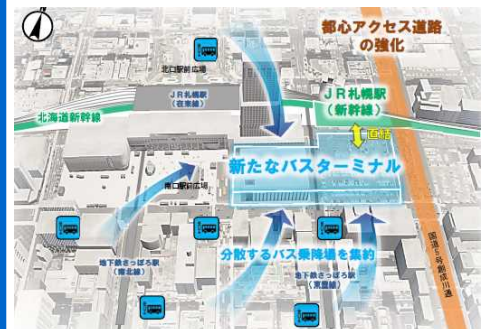 都心アクセス道路
の強化
北口駅前広場
JR札幌駅
(在来線)
JR札幌駅
(新幹線)
北海道新幹線
直結
新たなバスターミナル
南口駅前広場
分散するバス乗降場を集約
地下鉄さっぽろ駅
(南北線)
地下鉄さっぽろ駅
(東豊線)
国道5号創成川通